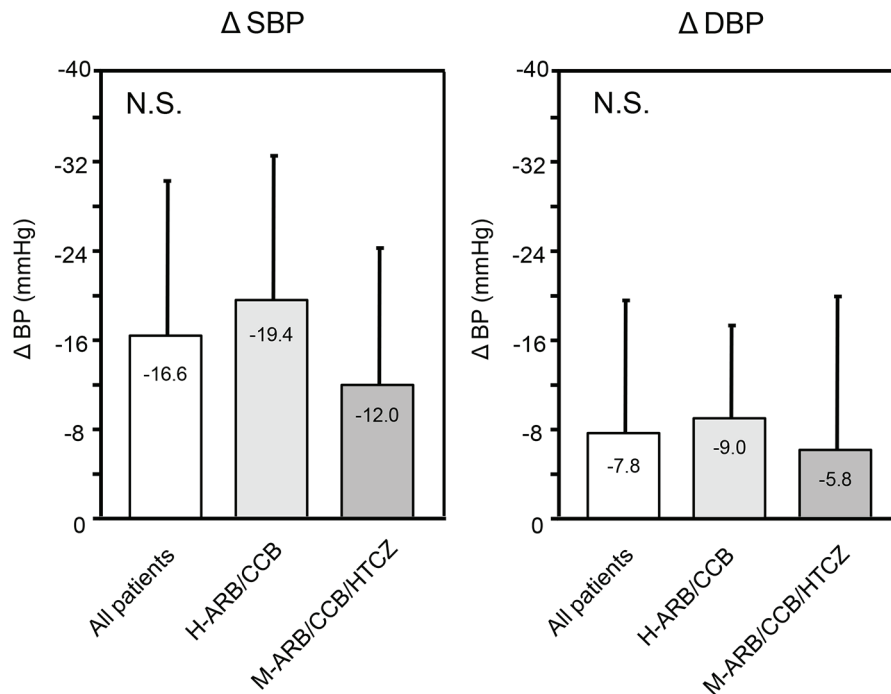 Δ SBP
-40
-32
-24
-16
-8
0
Δ BP (mmHg)
N.S.
-16.6
-19.4
-12.0
All patients
H-ARB/CCB
M-ARB/CCB/HTCZ
Δ DBP
-40
-32
-24
-16
-8
0
Δ BP (mmHg)
N.S.
-7.8
-9.0
-5.8
All patients
H-ARB/CCB
M-ARB/CCB/HTCZ